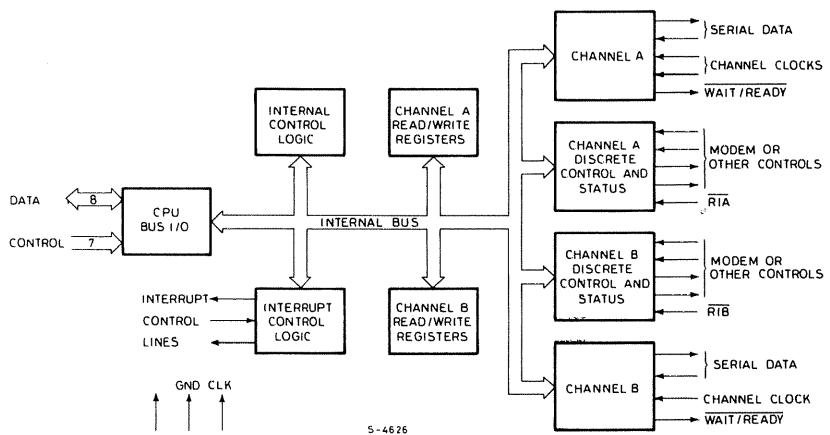 CHANNEL A
SERIAL DATA
CHANNEL CLOCKS
WAIT/READY
INTERNAL
CONTROL
LOGIC
CHANNEL A
READ/WRITE
REGISTERS
CHANNEL A
DISCRETE
CONTROL AND
STATUS
MODEM OR
OTHER CONTROLS
RIA
DATA
8
CONTROL
7
CPU
BUS I/O
INTERNAL BUS
CHANNEL B
DISCRETE
CONTROL AND
STATUS
MODEM OR
OTHER CONTROLS
RIB
INTERRUPT
CONTROL
LINES
INTERRUPT
CONTROL
LOGIC
CHANNEL B
READ/WRITE
REGISTERS
CHANNEL B
SERIAL DATA
CHANNEL CLOCK
WAIT/READY
GND CLK
S-4626